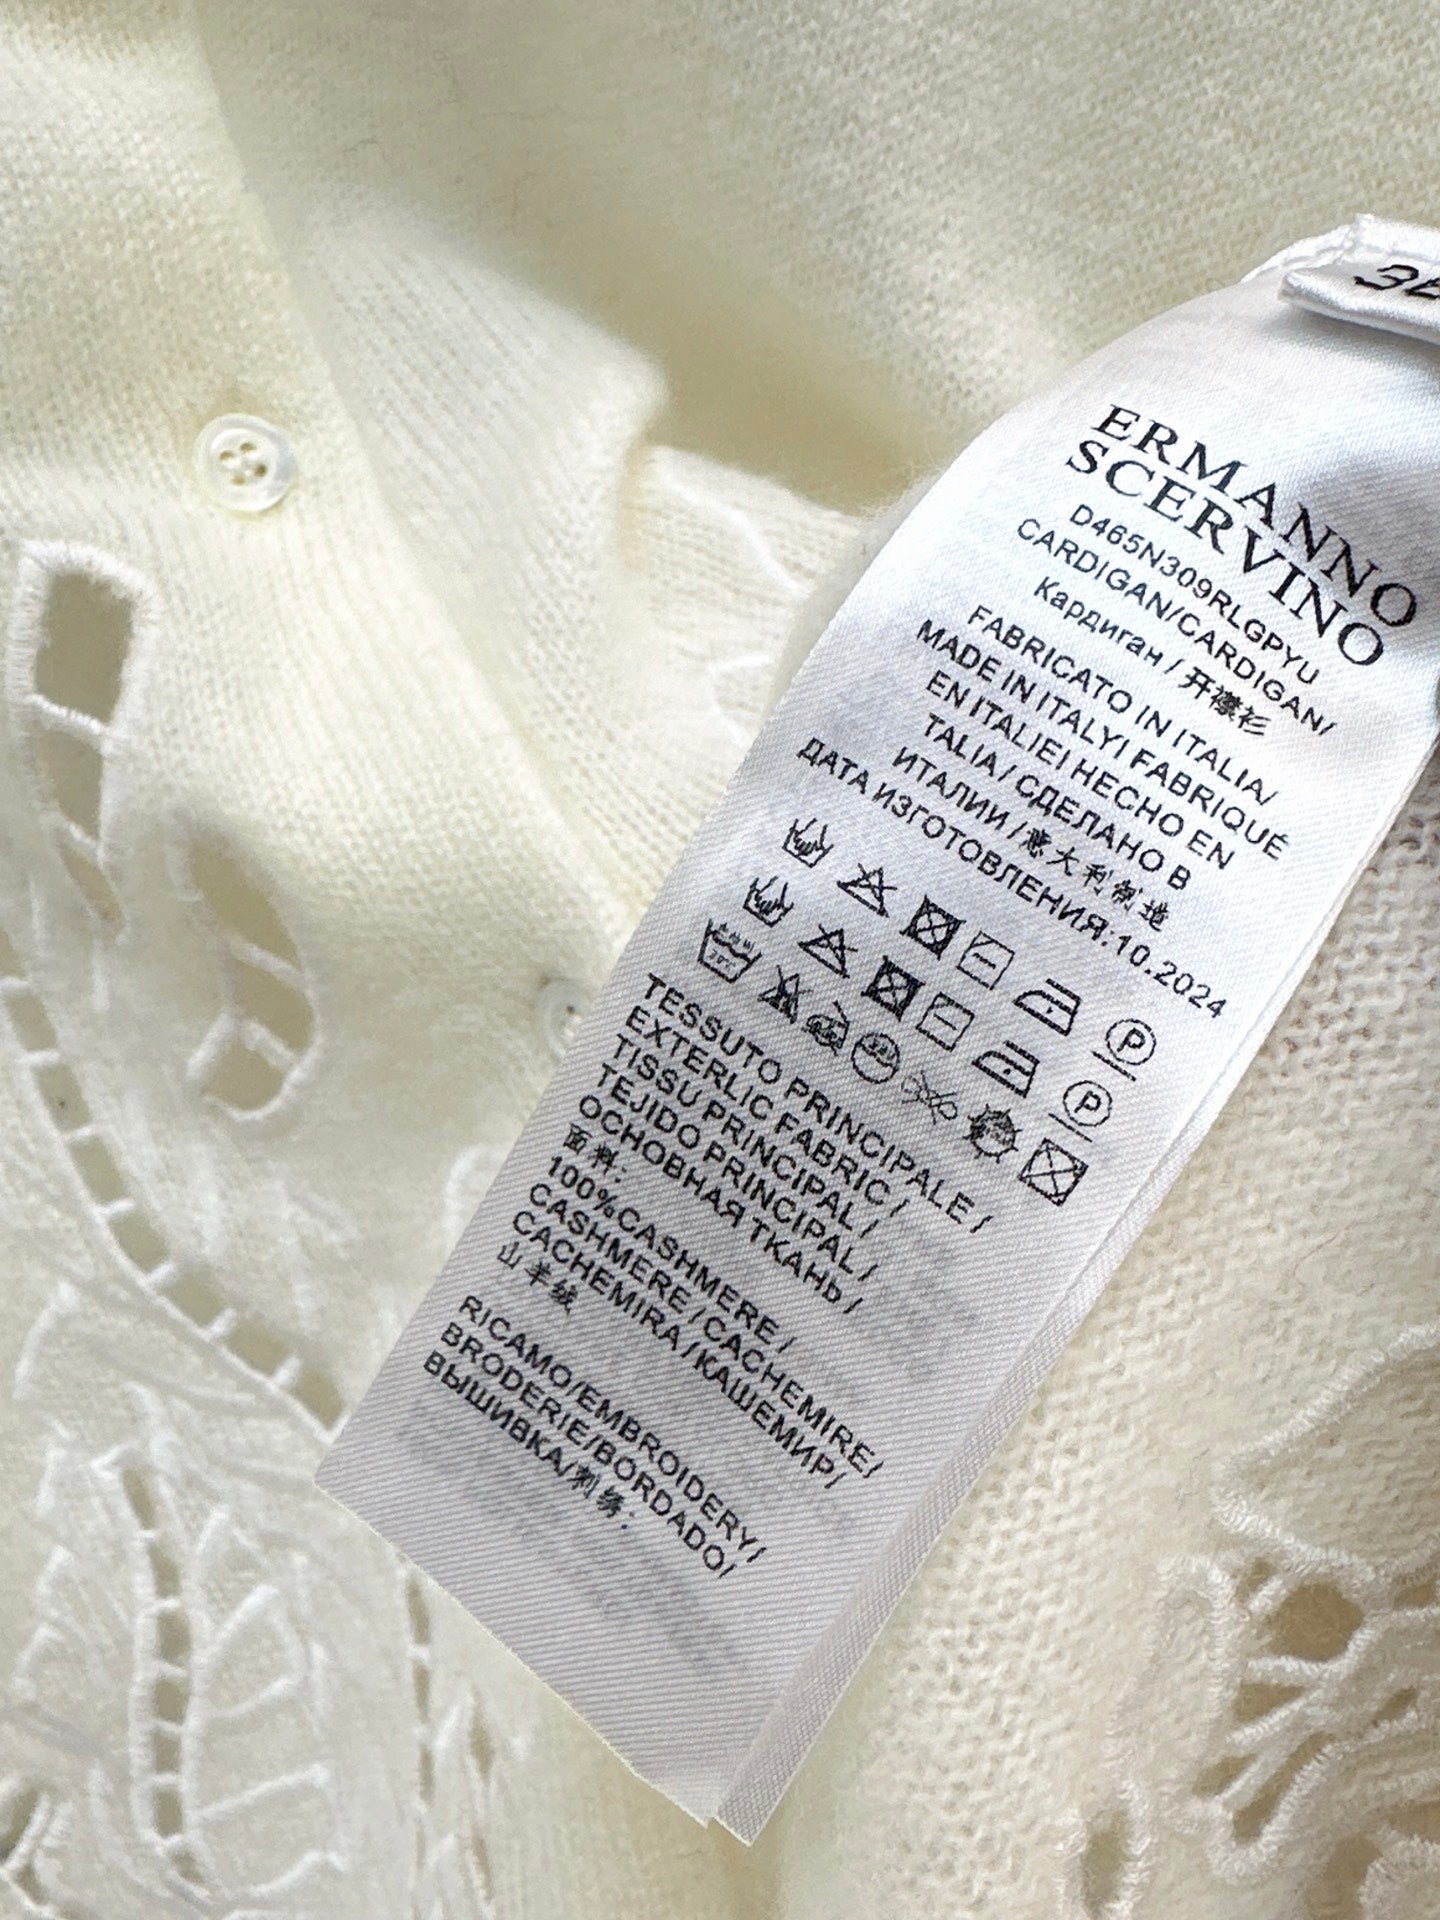 ERMANNO
SCERVINO
D465N309RLGPYU
CARDIGAN/CARDIGAN/
Кардиган / 开襟衫
FABRICATO IN ITALIA/
MADE IN ITALYI FABRIQUÉ
EN ITALIEI HECHO EN
TALIA / СДЕЛАНО В
ИТАЛИИ / 意大利制地
ДАТА ИЗГОТОВЛЕНИЯ:10.2024
P
P
TESSUTO PRINCIPALE /
EXTERLIC FABRIC /
TISSU PRINCIPAL /
TEJIDO PRINCIPAL /
ОСНОВНАЯ ТКАНЬ /
面料:
100%CASHMERE /
CASHMERE / CACHEMIRE/
CACHEMIRA / КАШЕМИР/
山羊绒
RICAMO/EMBROIDERY/
BRODERIE/BORDADO/
ВЫШИВКА/刺绣: